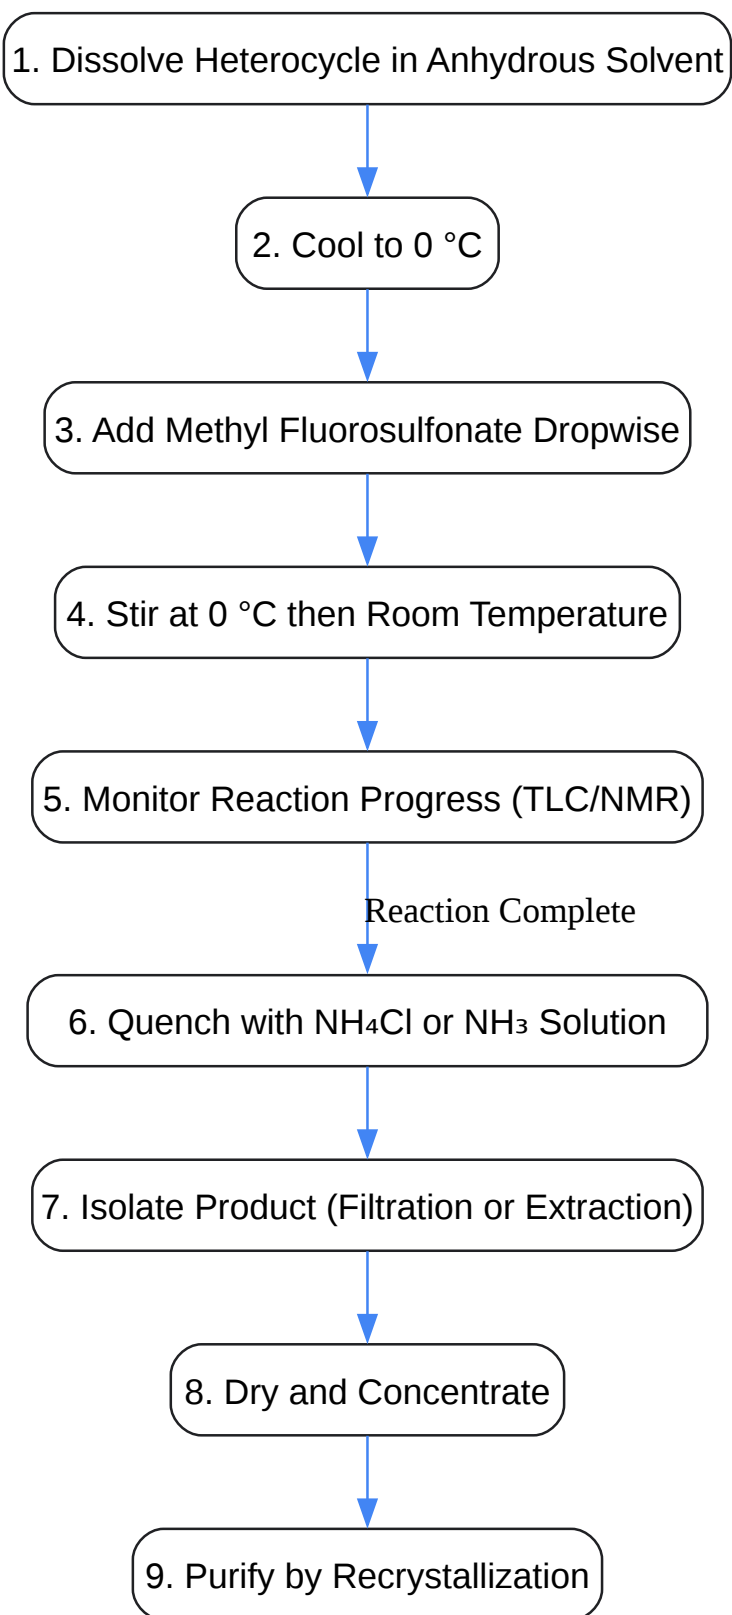 1. Dissolve Heterocycle in Anhydrous Solvent
2. Cool to 0 °C
3. Add Methyl Fluorosulfonate Dropwise
4. Stir at 0 °C then Room Temperature
5. Monitor Reaction Progress (TLC/NMR)
Reaction Complete
6. Quench with NH₄Cl or NH₃ Solution
7. Isolate Product (Filtration or Extraction)
8. Dry and Concentrate
9. Purify by Recrystallization